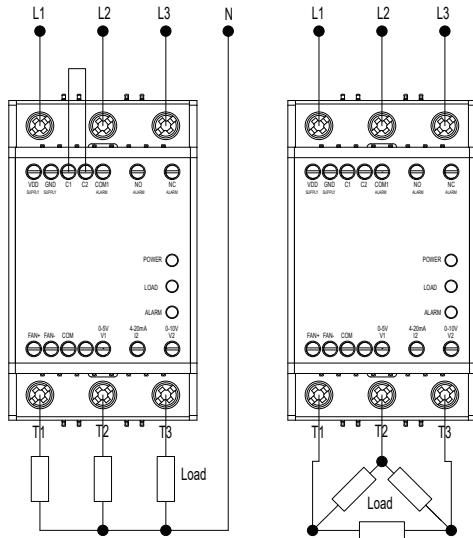 L1 L2 L3 N
VDD GND C1 C2 COM1 NO NC
SUPPLY SUPPLY ALARM ALARM ALARM
POWER
LOAD
ALARM
0-5V 4-20mA 0-10V
FAN+ FAN- COM V1 I2 V2
T1 T2 T3
Load
L1 L2 L3
VDD GND C1 C2 COM1 NO NC
SUPPLY SUPPLY ALARM ALARM ALARM
POWER
LOAD
ALARM
0-5V 4-20mA 0-10V
FAN+ FAN- COM V1 I2 V2
T1 T2 T3
Load